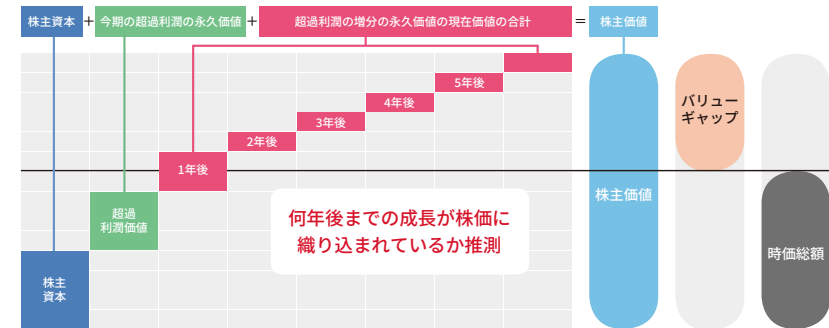 株主資本 + 今期の超過利潤の永久価値 + 超過利潤の増分の永久価値の現在価値の合計 = 株主価値
5年後
4年後
3年後
2年後
1年後
超過
利潤価値
株主
資本
何年後までの成長が株価に
織り込まれているか推測
株主価値
バリュー
ギャップ
時価総額